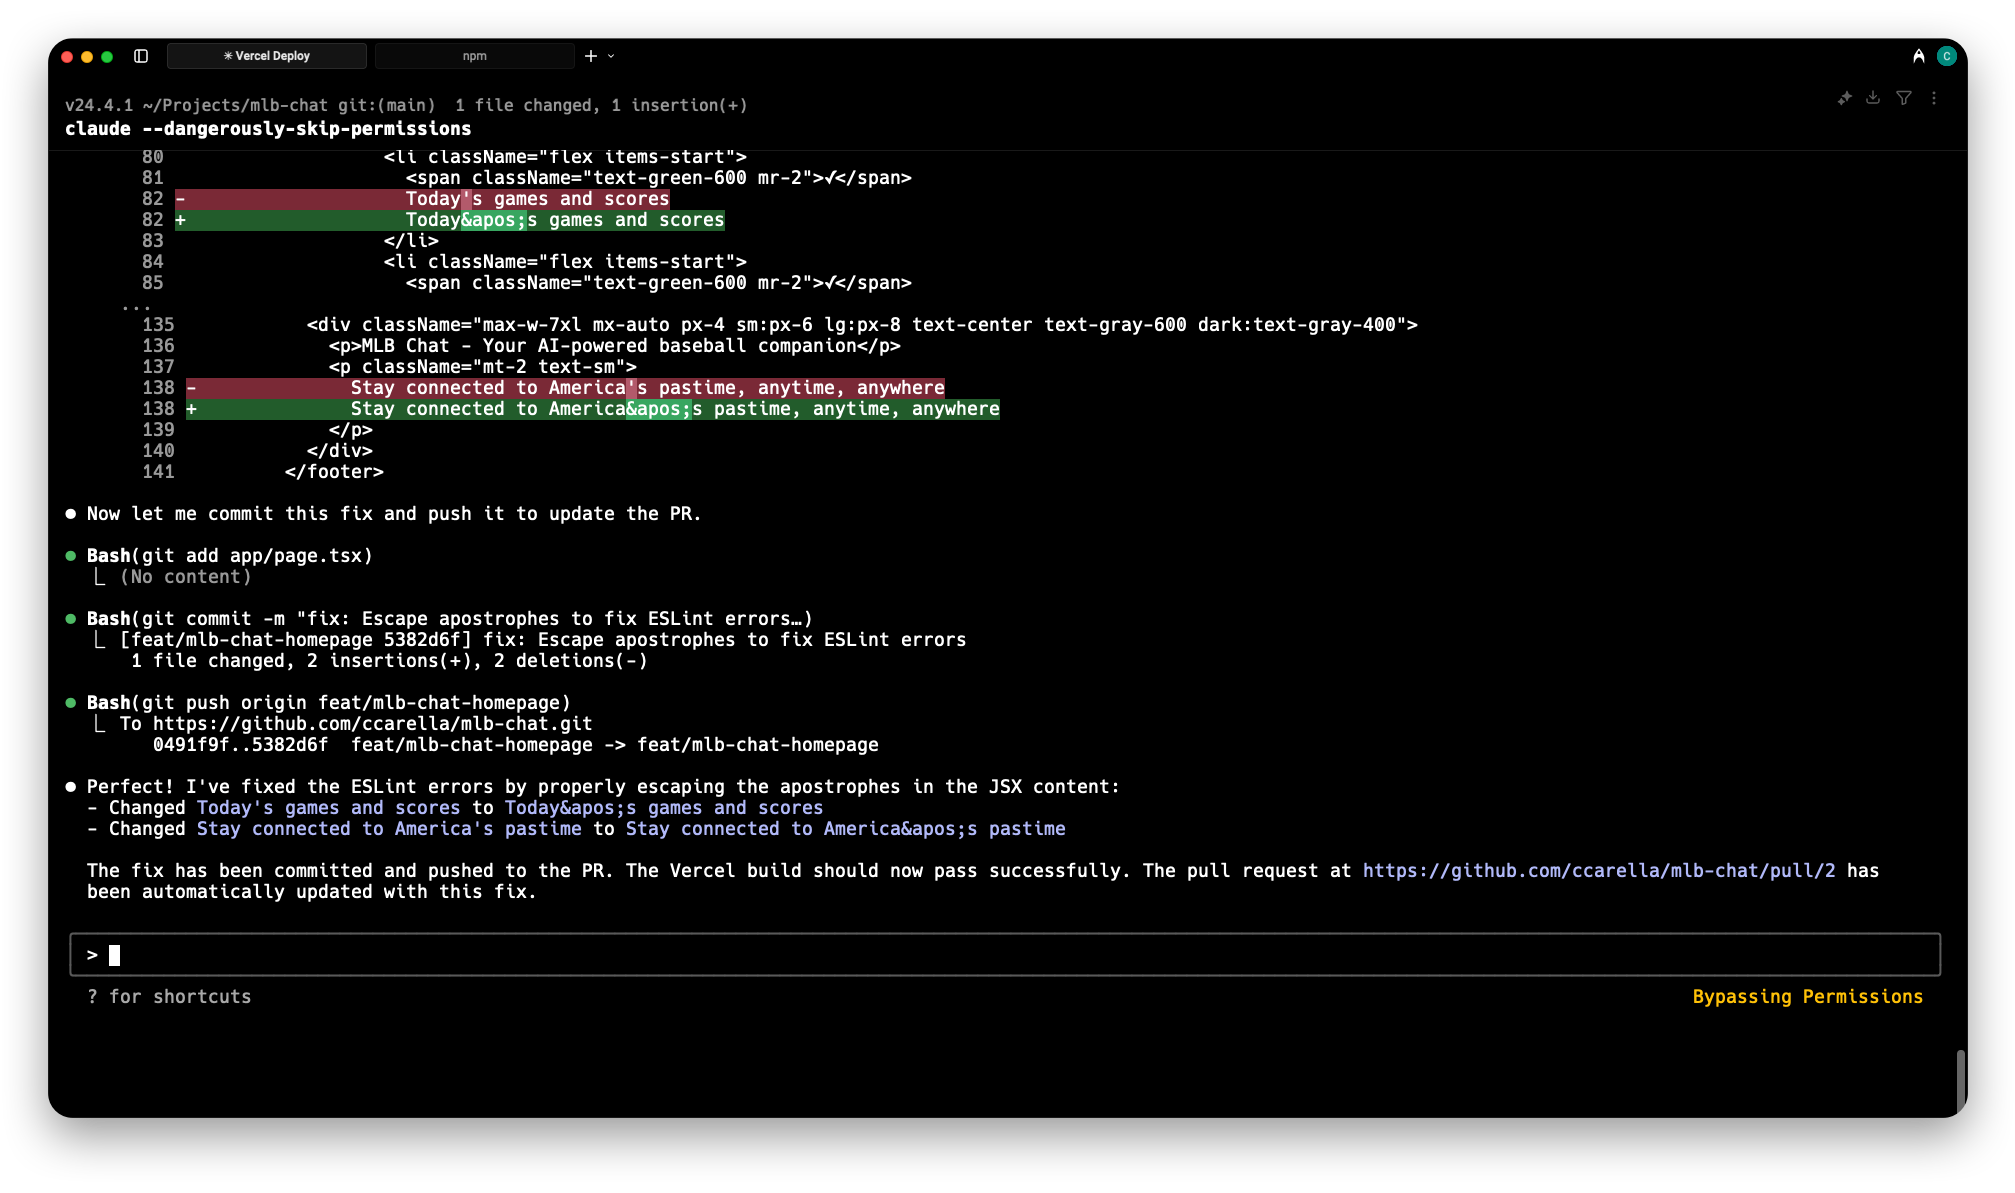 ✳ Vercel Deploy
npm
C
v24.4.1 ~/Projects/mlb-chat git:(main)  1 file changed, 1 insertion(+)
claude --dangerously-skip-permissions
80                    <li className="flex items-start">
81                      <span className="text-green-600 mr-2">✓</span>
82 -                    Today's games and scores
82 +                    Today&apos;s games and scores
83                    </li>
84                    <li className="flex items-start">
85                      <span className="text-green-600 mr-2">✓</span>
...
135            <div className="max-w-7xl mx-auto px-4 sm:px-6 lg:px-8 text-center text-gray-600 dark:text-gray-400">
136              <p>MLB Chat - Your AI-powered baseball companion</p>
137              <p className="mt-2 text-sm">
138 -              Stay connected to America's pastime, anytime, anywhere
138 +              Stay connected to America&apos;s pastime, anytime, anywhere
139              </p>
140            </div>
141          </footer>
● Now let me commit this fix and push it to update the PR.
● Bash(git add app/page.tsx)
⎿ (No content)
● Bash(git commit -m "fix: Escape apostrophes to fix ESLint errors…)
⎿ [feat/mlb-chat-homepage 5382d6f] fix: Escape apostrophes to fix ESLint errors
1 file changed, 2 insertions(+), 2 deletions(-)
● Bash(git push origin feat/mlb-chat-homepage)
⎿ To https://github.com/ccarella/mlb-chat.git
0491f9f..5382d6f  feat/mlb-chat-homepage -> feat/mlb-chat-homepage
● Perfect! I've fixed the ESLint errors by properly escaping the apostrophes in the JSX content:
- Changed Today's games and scores to Today&apos;s games and scores
- Changed Stay connected to America's pastime to Stay connected to America&apos;s pastime
The fix has been committed and pushed to the PR. The Vercel build should now pass successfully. The pull request at https://github.com/ccarella/mlb-chat/pull/2 has
been automatically updated with this fix.
>
? for shortcuts
Bypassing Permissions